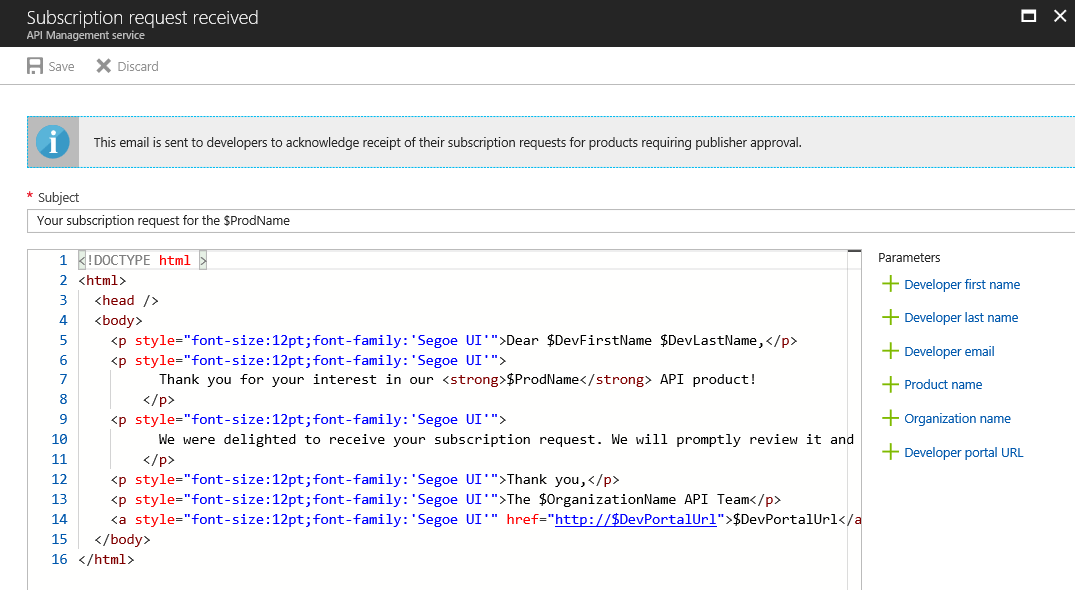 Subscription request received
API Management service
Save Discard
This email is sent to developers to acknowledge receipt of their subscription requests for products requiring publisher approval.
* Subject
Your subscription request for the $ProdName
1 <!DOCTYPE html >
2 <html>
3 <head />
4 <body>
5 <p style="font-size:12pt;font-family:'Segoe UI'">Dear $DevFirstName $DevLastName,</p>
6 <p style="font-size:12pt;font-family:'Segoe UI'">
7 Thank you for your interest in our <strong>$ProdName</strong> API product!
8 </p>
9 <p style="font-size:12pt;font-family:'Segoe UI'">
10 We were delighted to receive your subscription request. We will promptly review it and
11 </p>
12 <p style="font-size:12pt;font-family:'Segoe UI'">Thank you,</p>
13 <p style="font-size:12pt;font-family:'Segoe UI'">The $OrganizationName API Team</p>
14 <a style="font-size:12pt;font-family:'Segoe UI'" href="http://$DevPortalUrl">$DevPortalUrl</a
15 </body>
16 </html>
Parameters
Developer first name
Developer last name
Developer email
Product name
Organization name
Developer portal URL